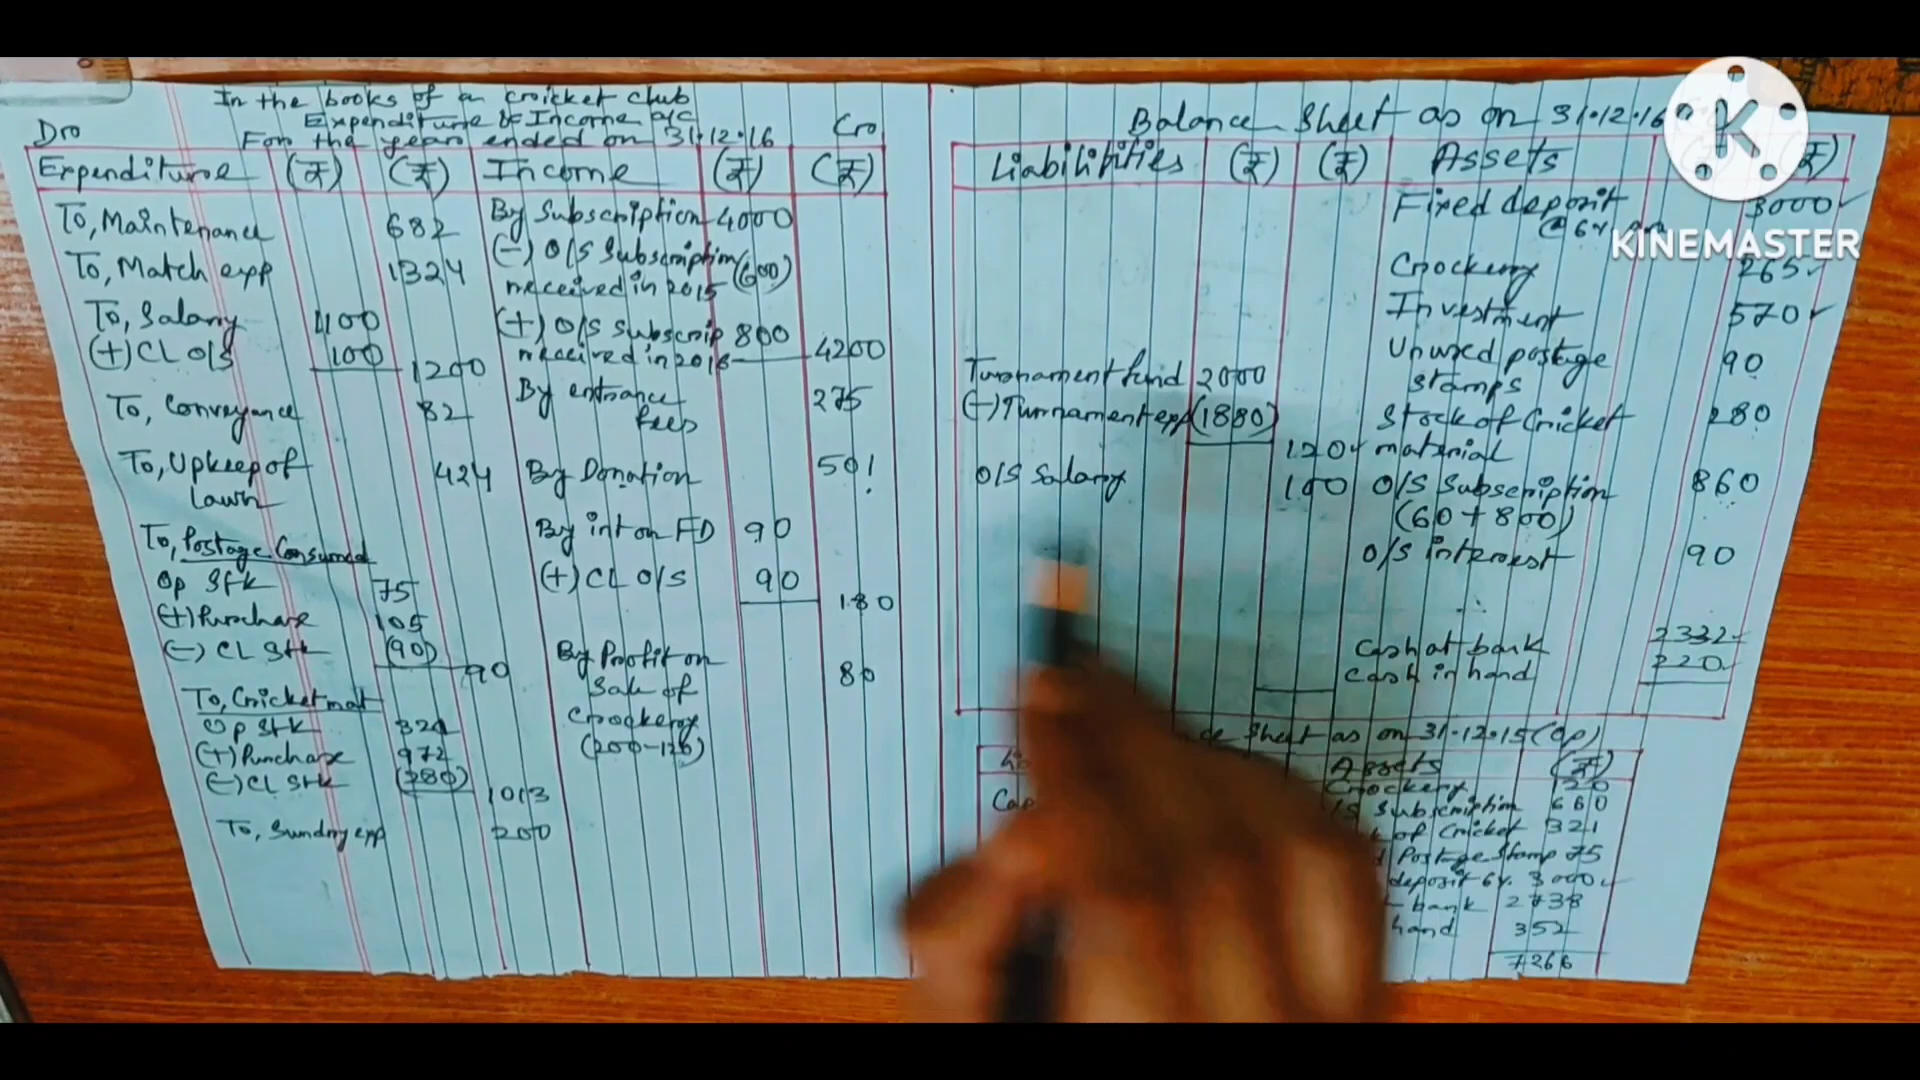 In the books of a cricket club
Expenditure & Income a/c
Dr. For the year ended on 31.12.16 Cr.
Expenditure (₹) (₹) Income (₹) (₹)
To, Maintenance 682
To, Match exp 1324
To, Salary 1100
(+) CL O/S 100 1200
To, Conveyance 82
To, Upkeep of 424
Lawn
To, Postage Consumed
Op Stk 75
(+) Purchase 105
(-) CL Stk (90) 90
To, Cricket mat
Op Stk 321
(+) Purchase 972
(-) CL Stk (280) 1013
To, Sundry exp 200
By Subscription 4000
(-) O/S Subscription (600)
received in 2015
(+) O/S Subscrip 800
received in 2016 4200
By entrance 275
fees
By Donation 501
By int on FD 90
(+) CL O/S 90
180
By Profit on 80
Sale of
Crockery
(200-120)
Balance Sheet as on 31.12.16
Liabilities (₹) (₹) Assets ₹)
Turnament fund 2000
(-) Turnament exp (1880)
120
O/S Salary 100
Fixed deposit 3000
Crockery 265
Investment 570
Unused postage 90
stamps
Stock of Cricket 280
material
O/S Subscription 860
(60+800)
O/S interest 90
Cash at bank 2332
Cash in hand 220
Sheet as on 31.12.15 (Op)
Assets (₹)
Crockery 120
Subscription 660
of Cricket 321
Postage Stamp 75
deposit 6%. 3000
bank 2738
hand 352
7266
K
KINEMASTER